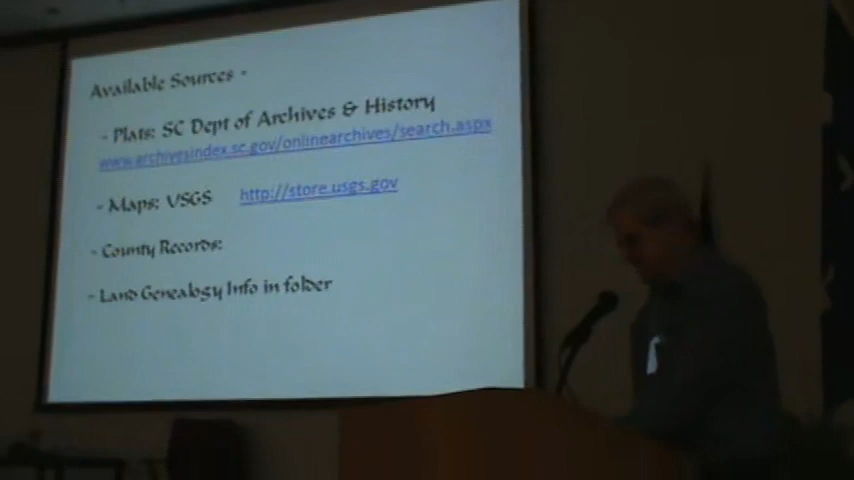 Available Sources -
- Plats: SC Dept of Archives & History
www.archivesindex.sc.gov/onlinearchives/search.aspx
- Maps: USGS http://store.usgs.gov
- County Records:
- Land Genealogy Info in folder